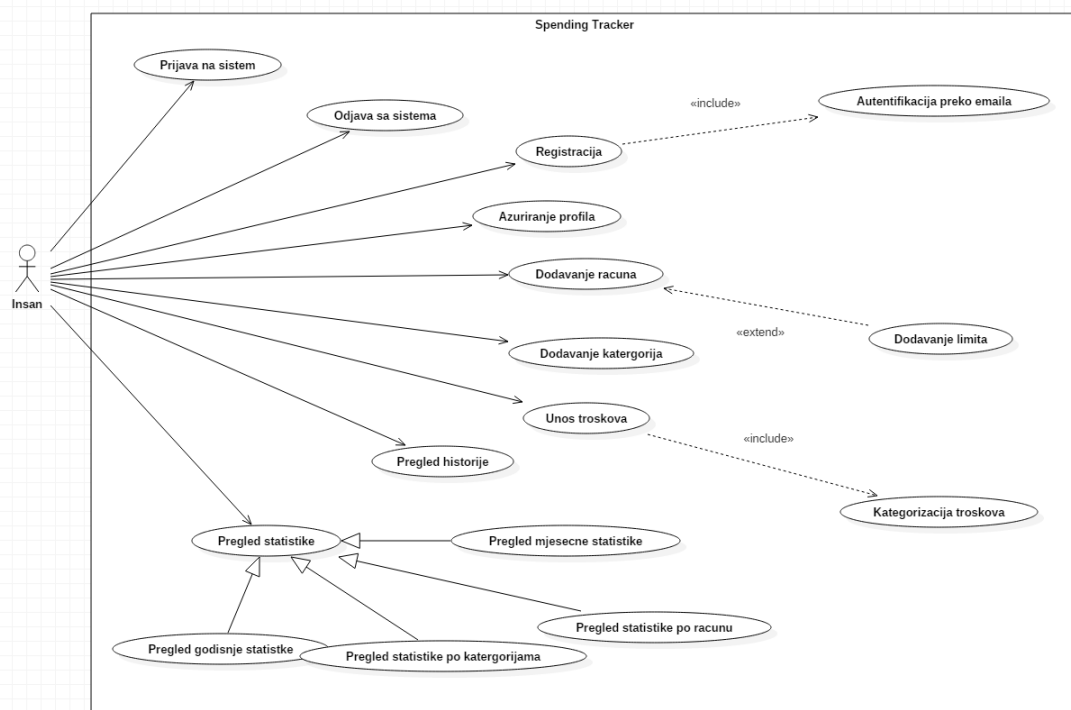 Spending Tracker
Prijava na sistem
Autentifikacija preko emaila
«include»
Odjava sa sistema
Registracija
Azuriranje profila
Dodavanje racuna
Insan
«extend»
Dodavanje limita
Dodavanje katergorija
Unos troskova
«include»
Pregled historije
Kategorizacija troskova
Pregled statistike
Pregled mjesecne statistike
Pregled statistike po racunu
Pregled godisnje statistke
Pregled statistike po katergorijama